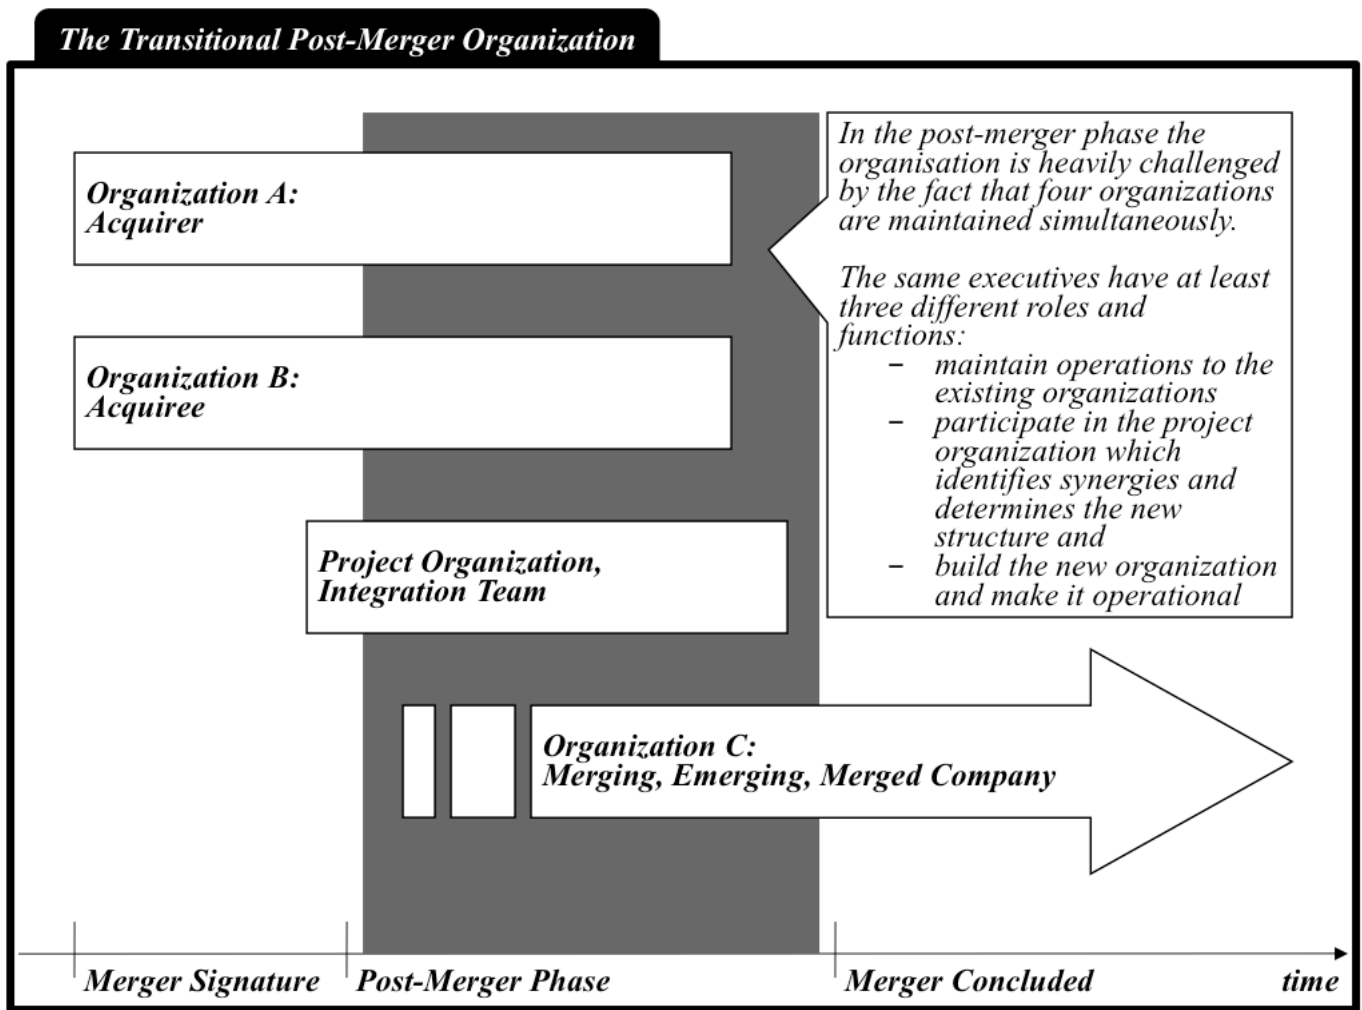 The Transitional Post-Merger Organization
Organization A:
Acquirer
Organization B:
Acquiree
Project Organization,
Integration Team
Organization C:
Merging, Emerging, Merged Company
In the post-merger phase the
organisation is heavily challenged
by the fact that four organizations
are maintained simultaneously.
The same executives have at least
three different roles and
functions:
– maintain operations to the
existing organizations
– participate in the project
organization which
identifies synergies and
determines the new
structure and
– build the new organization
and make it operational
Merger Signature
Post-Merger Phase
Merger Concluded
time